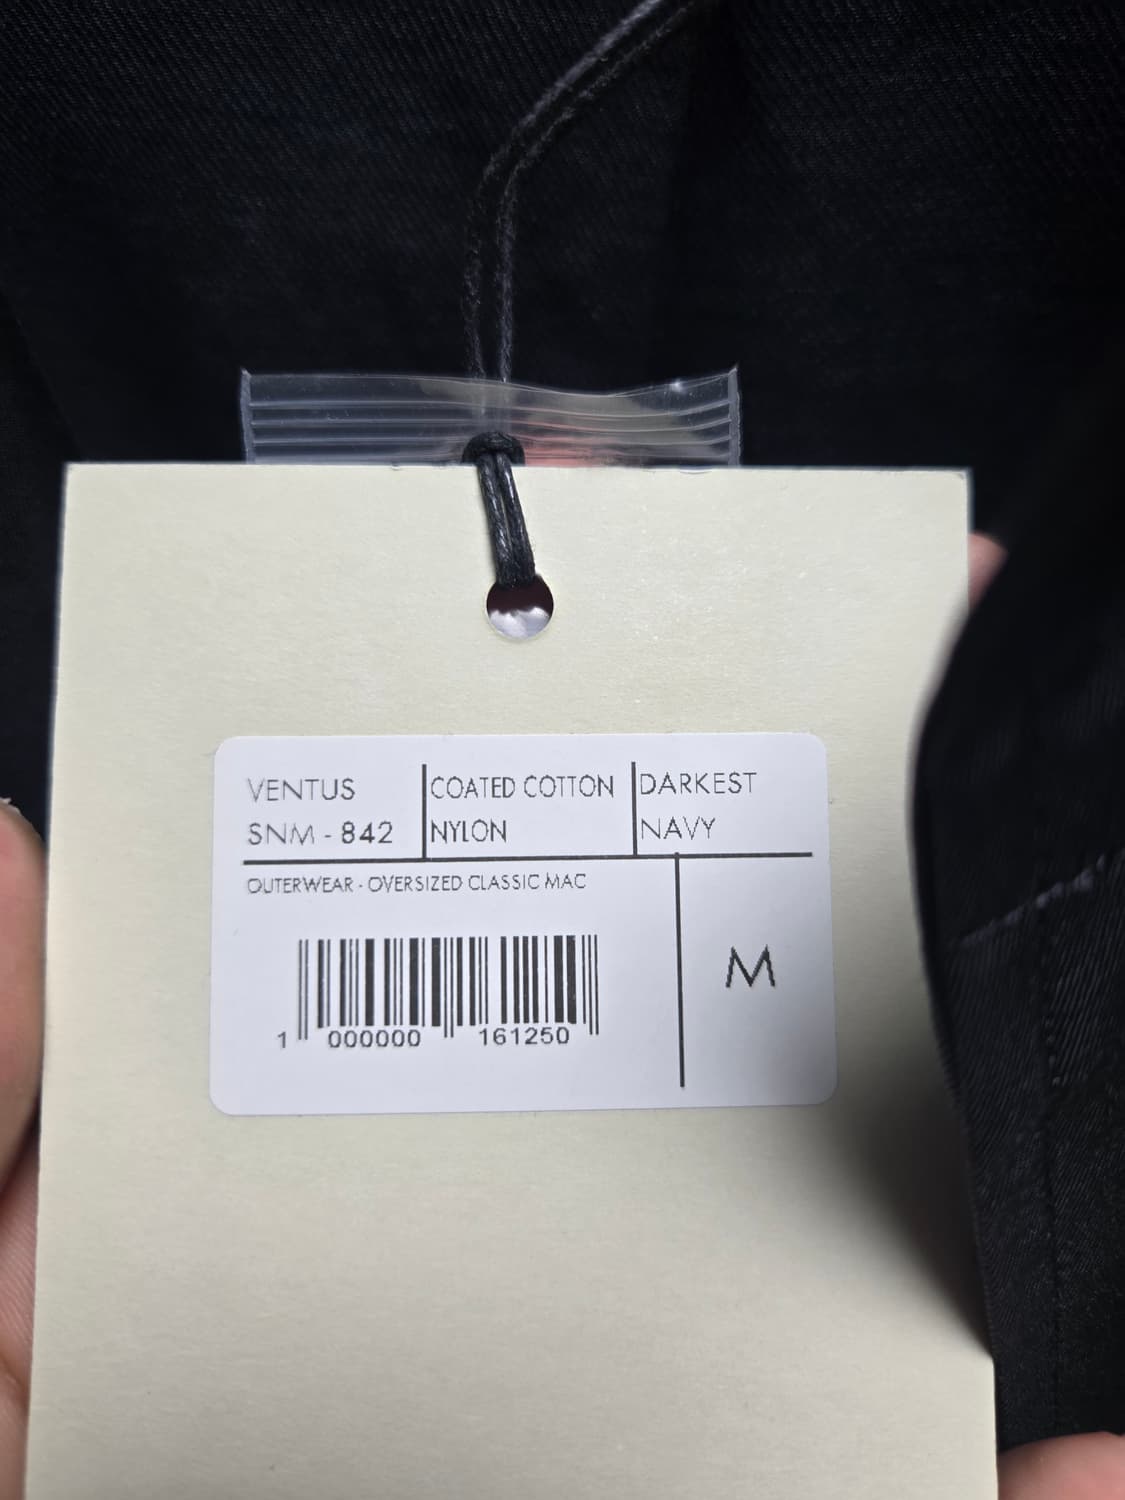 VENTUS
SNM - 842
COATED COTTON
NYLON
DARKEST
NAVY
OUTERWEAR - OVERSIZED CLASSIC MAC
M
1 000000 161250